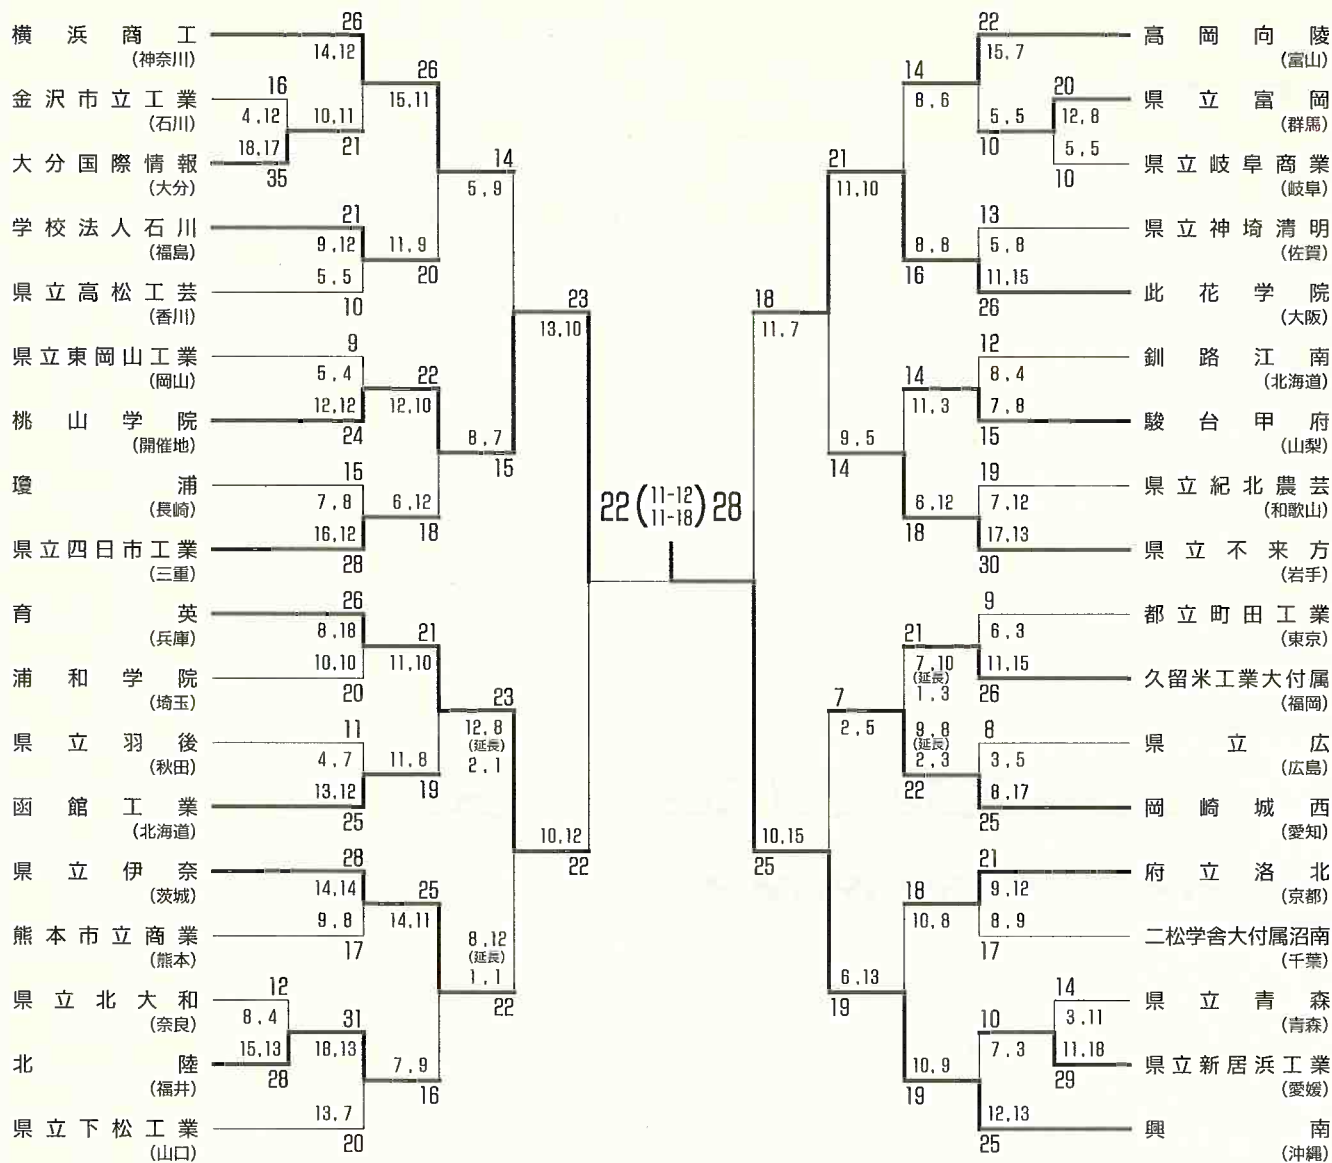 横浜商工
(神奈川)
26
14,12
金沢市立工業
(石川)
16
4,12
大分国際情報
(大分)
18,17
35
10,11
21
26
15,11
学校法人石川
(福島)
21
9,12
県立高松工芸
(香川)
5,5
10
11,9
20
14
5,9
県立東岡山工業
(岡山)
9
5,4
桃山学院
(開催地)
12,12
24
22
12,10
瓊浦
(長崎)
15
7,8
県立四日市工業
(三重)
16,12
28
6,12
18
8,7
15
23
13,10
育英
(兵庫)
26
8,18
浦和学院
(埼玉)
10,10
20
21
11,10
県立羽後
(秋田)
11
4,7
函館工業
(北海道)
13,12
25
11,8
19
23
12,8
(延長)
2,1
県立伊奈
(茨城)
28
14,14
熊本市立商業
(熊本)
9,8
17
25
14,11
県立北大和
(奈良)
12
8,4
北陸
(福井)
15,13
28
31
18,13
県立下松工業
(山口)
13,7
20
7,9
16
8,12
(延長)
1,1
22
10,12
22
22(11-12 11-18)28
高岡向陵
(富山)
22
15,7
県立富岡
(群馬)
20
12,8
県立岐阜商業
(岐阜)
5,5
10
5,5
10
14
8,6
県立神埼清明
(佐賀)
13
5,8
此花学院
(大阪)
11,15
26
8,8
16
21
11,10
釧路江南
(北海道)
12
8,4
駿台甲府
(山梨)
7,8
15
14
11,3
県立紀北農芸
(和歌山)
19
7,12
県立不来方
(岩手)
17,13
30
6,12
18
9,5
14
18
11,7
都立町田工業
(東京)
9
6,3
久留米工業大付属
(福岡)
11,15
26
21
7,10
(延長)
1,3
県立広
(広島)
8
3,5
岡崎城西
(愛知)
8,17
25
9,8
(延長)
2,3
22
7
2,5
府立洛北
(京都)
21
9,12
二松学舎大付属沼南
(千葉)
8,9
17
18
10,8
県立青森
(青森)
14
3,11
県立新居浜工業
(愛媛)
11,18
29
10
7,3
興南
(沖縄)
12,13
25
10,9
19
6,13
19
10,15
25